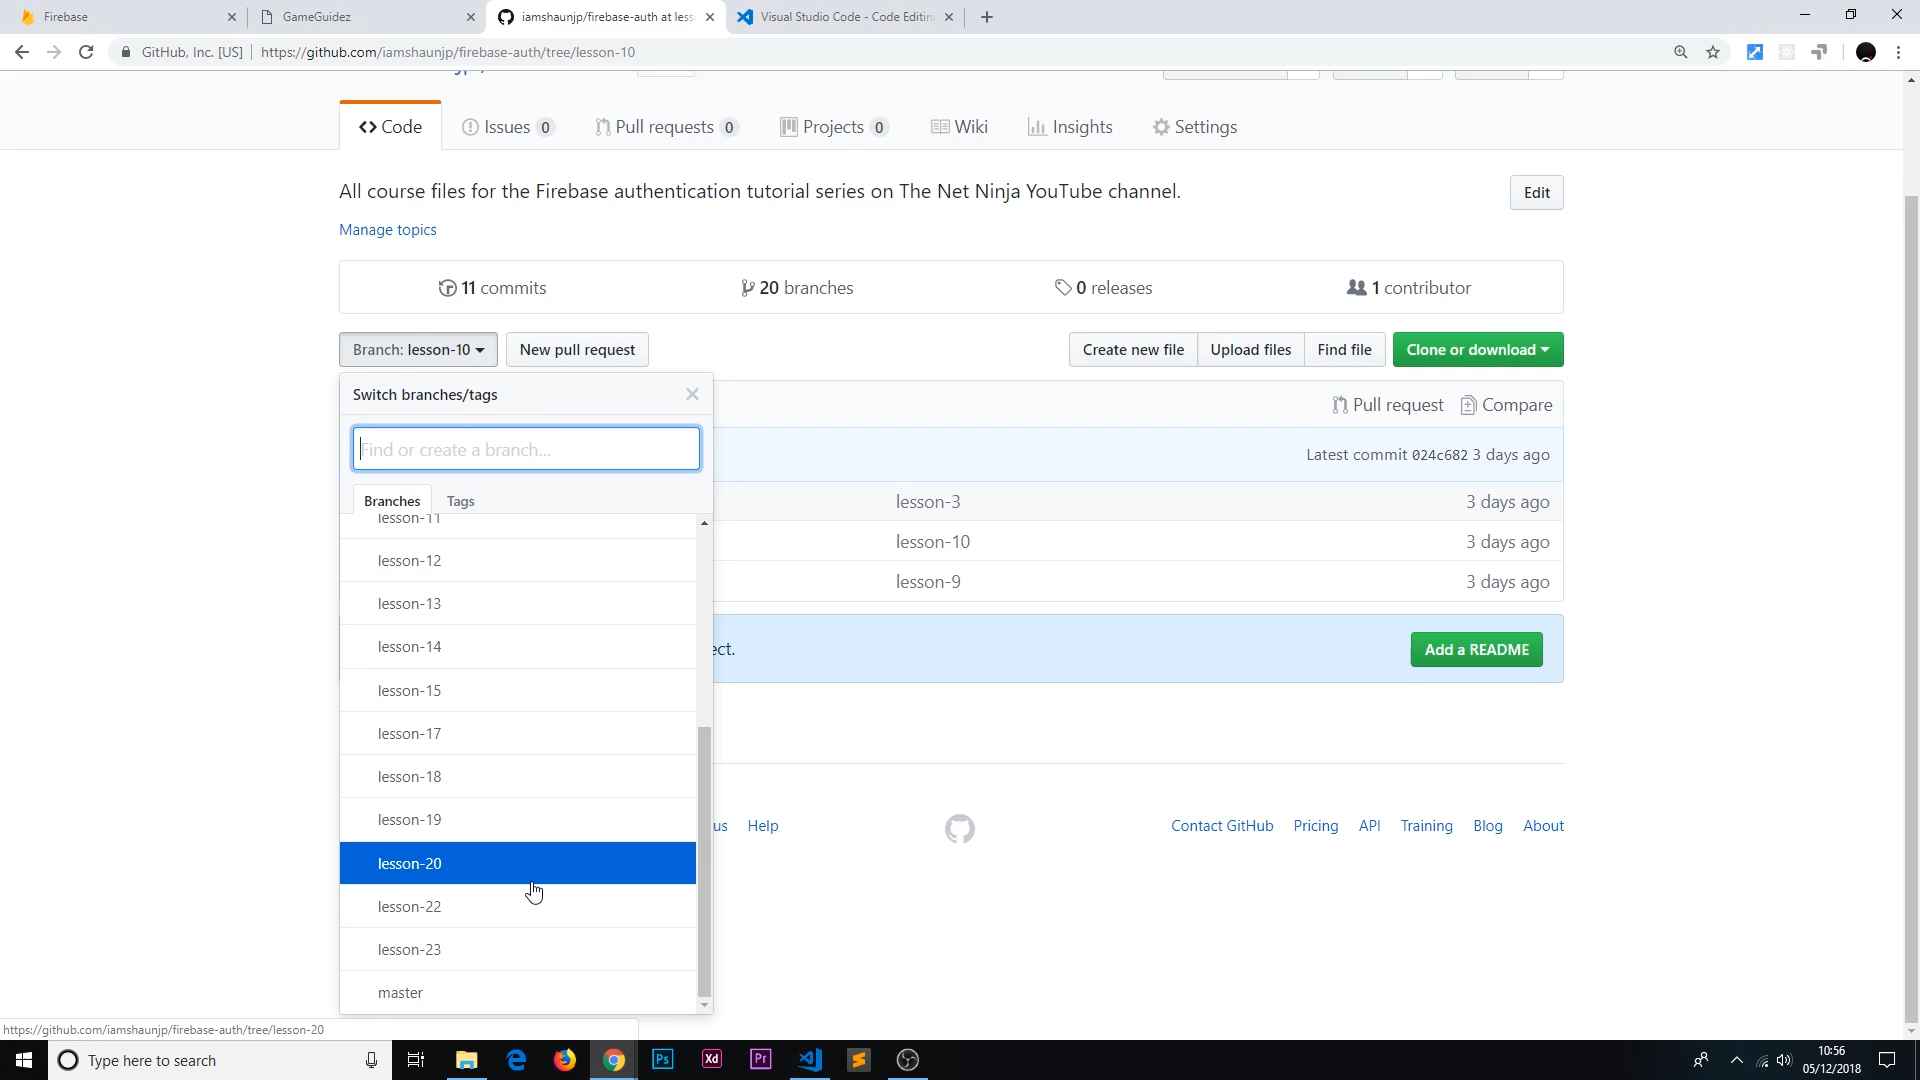 Firebase
GameGuidez
iamshaunjp/firebase-auth at less
Visual Studio Code - Code Editin
GitHub, Inc. [US]
https://github.com/iamshaunjp/firebase-auth/tree/lesson-10
Code
Issues 0
Pull requests 0
Projects 0
Wiki
Insights
Settings
All course files for the Firebase authentication tutorial series on The Net Ninja YouTube channel.
Edit
Manage topics
11 commits
20 branches
0 releases
1 contributor
Branch: lesson-10
New pull request
Create new file
Upload files
Find file
Clone or download
Switch branches/tags
Pull request
Compare
Find or create a branch...
Latest commit 024c682 3 days ago
Branches
Tags
lesson-3
3 days ago
lesson-11
lesson-10
3 days ago
lesson-12
lesson-9
3 days ago
lesson-13
lesson-14
ect.
Add a README
lesson-15
lesson-17
lesson-18
lesson-19
us
Help
Contact GitHub
Pricing
API
Training
Blog
About
lesson-20
lesson-22
lesson-23
master
https://github.com/iamshaunjp/firebase-auth/tree/lesson-20
Type here to search
Ps
Xd
Pr
10:56
05/12/2018